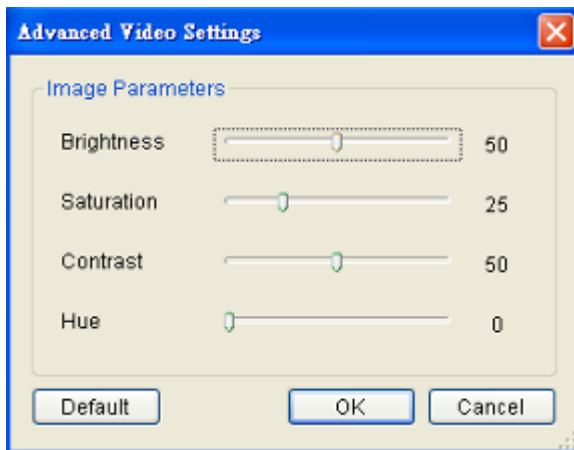 Advanced Video Settings
Image Parameters
Brightness 50
Saturation 25
Contrast 50
Hue 0
Default OK Cancel